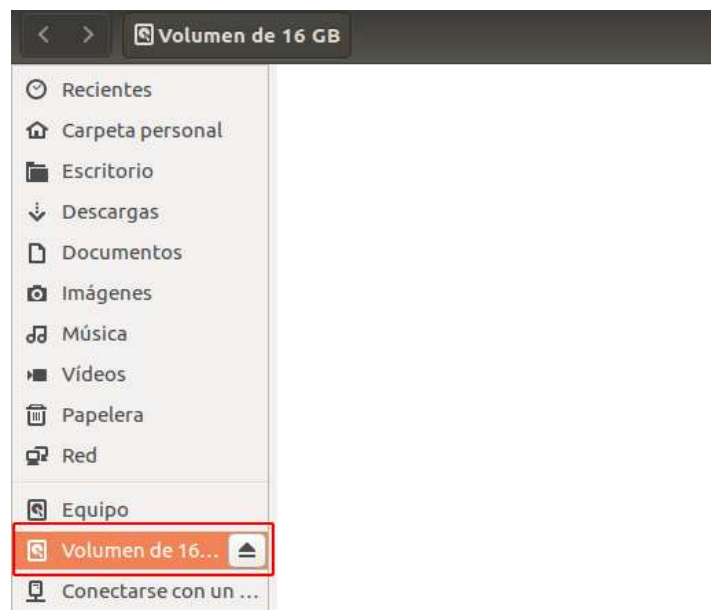 Volumen de 16 GB
Recientes
Carpeta personal
Escritorio
Descargas
Documentos
Imágenes
Música
Vídeos
Papelera
Red
Equipo
Volumen de 16...
Conectarse con un ...